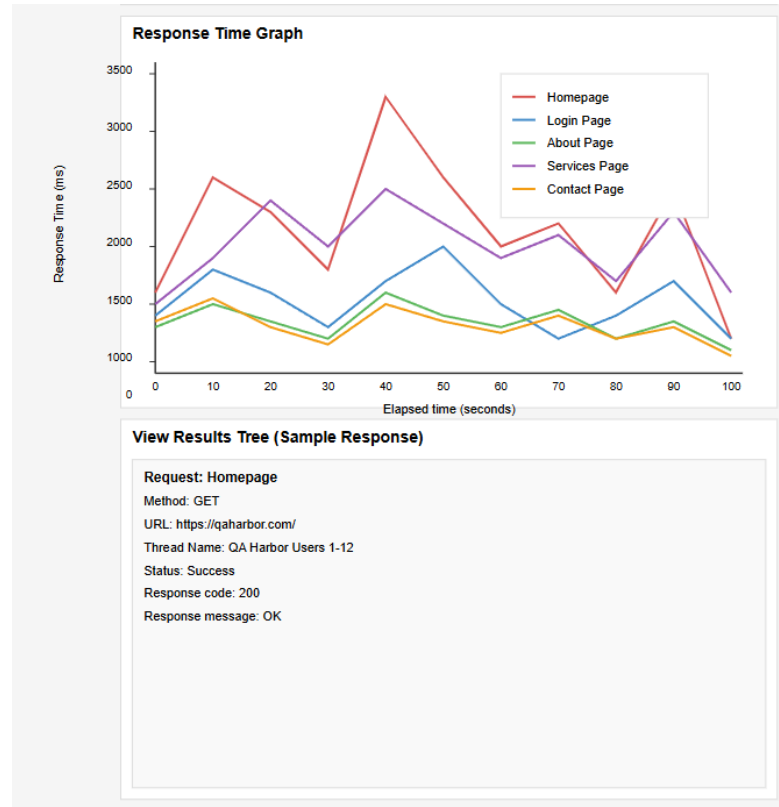 Response Time Graph
3500
3000
2500
2000
1500
1000
0
Response Time (ms)
Homepage
Login Page
About Page
Services Page
Contact Page
0 10 20 30 40 50 60 70 80 90 100
Elapsed time (seconds)
View Results Tree (Sample Response)
Request: Homepage
Method: GET
URL: https://qaharbor.com/
Thread Name: QA Harbor Users 1-12
Status: Success
Response code: 200
Response message: OK